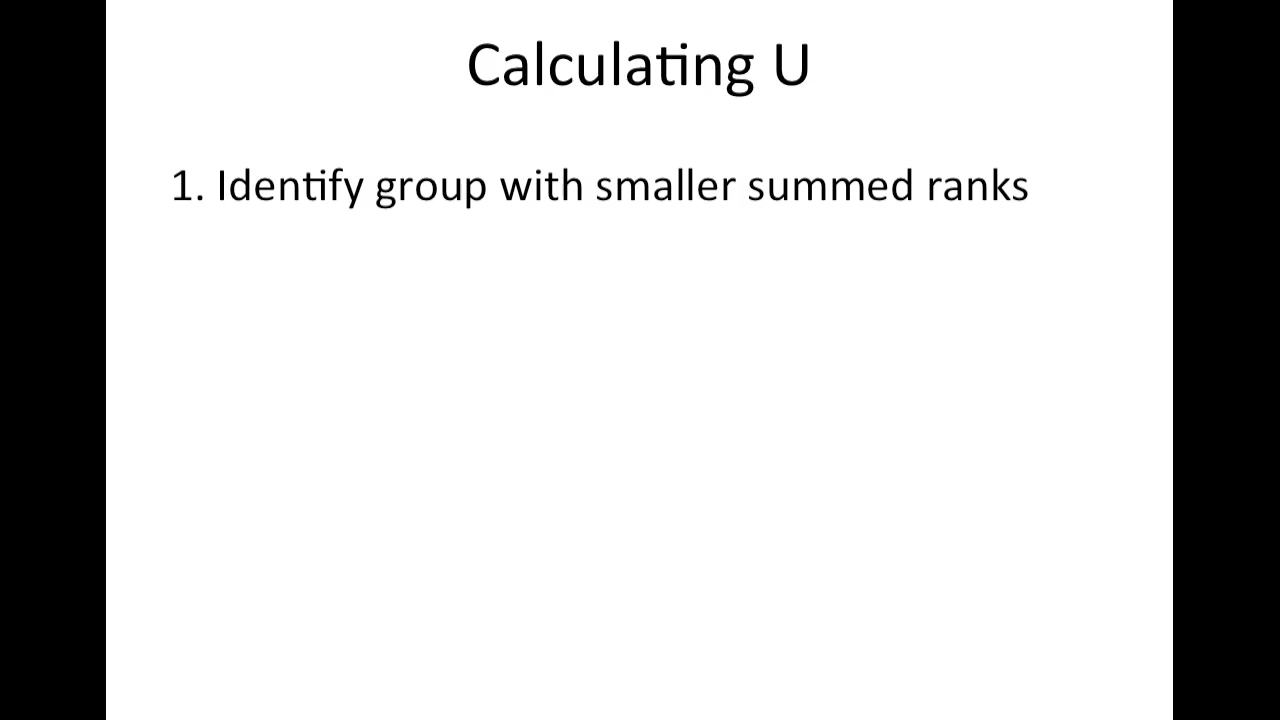 Calculating U
1. Identify group with smaller summed ranks